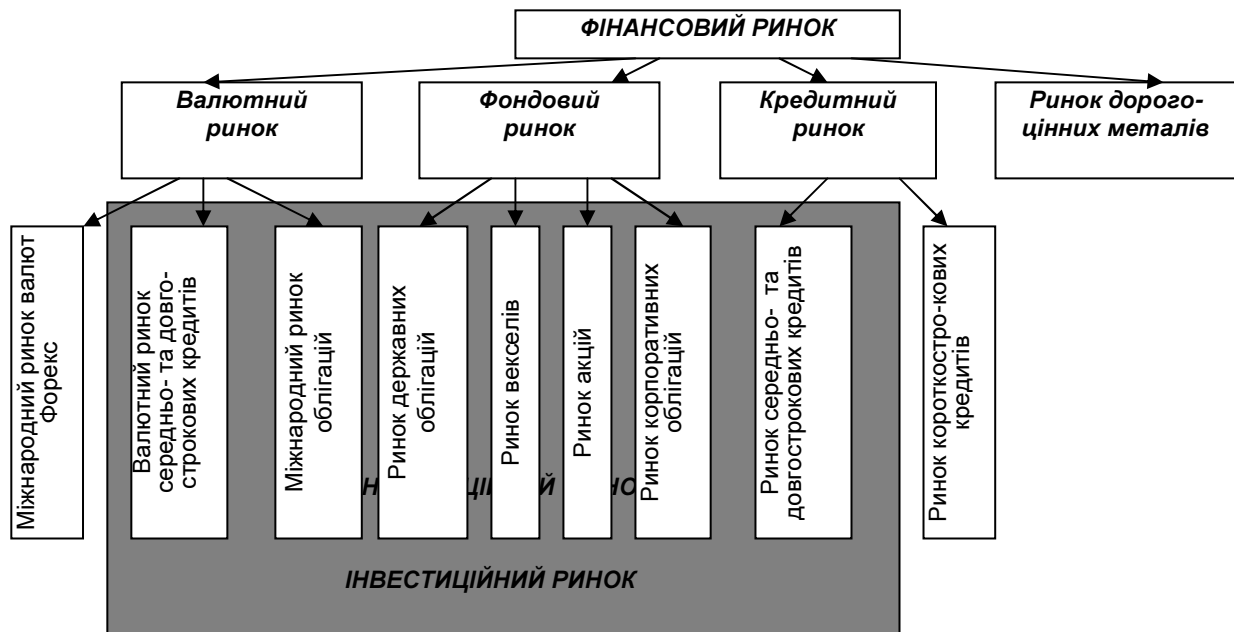 ФІНАНСОВИЙ РИНОК
Валютний
ринок
Фондовий
ринок
Кредитний
ринок
Ринок дорого-
цінних металів
Міжнародний ринок валют
Форекс
Валютний ринок
середньо- та довго-
строкових кредитів
Міжнародний ринок
облігацій
Ринок державних
облігацій
Ринок векселів
Ринок акцій
Ринок корпоративних
облігацій
Ринок середньо- та
довгострокових кредитів
Ринок короткостро-кових
кредитів
ІНВЕСТИЦІЙНИЙ РИНОК